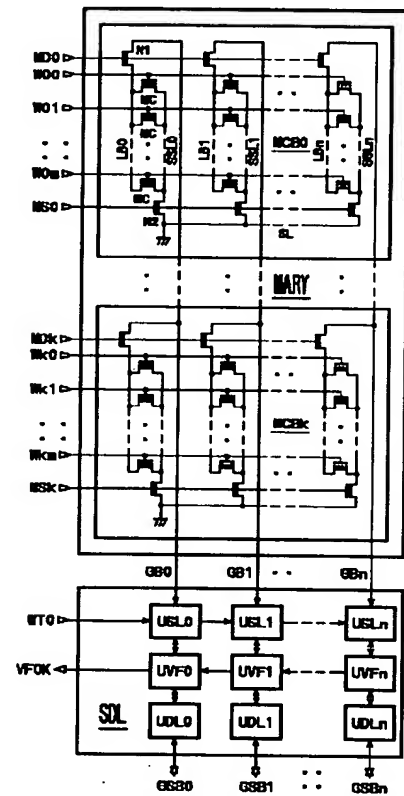 N1
MD0
W00
MC
W01
MC
LB0
SSL0
LB1
SSL1
MCB0
LBn
SSLn
W0m
MC
MS0
N2
SL
MARY
MDk
Wk0
Wk1
MCBk
Wkm
MSk
GB0
GB1
GBn
WT0
USL0
USL1
USLn
VFOK
UVF0
UVF1
UVFn
SDL
UDL0
UDL1
UDLn
GSB0
GSB1
GSBn